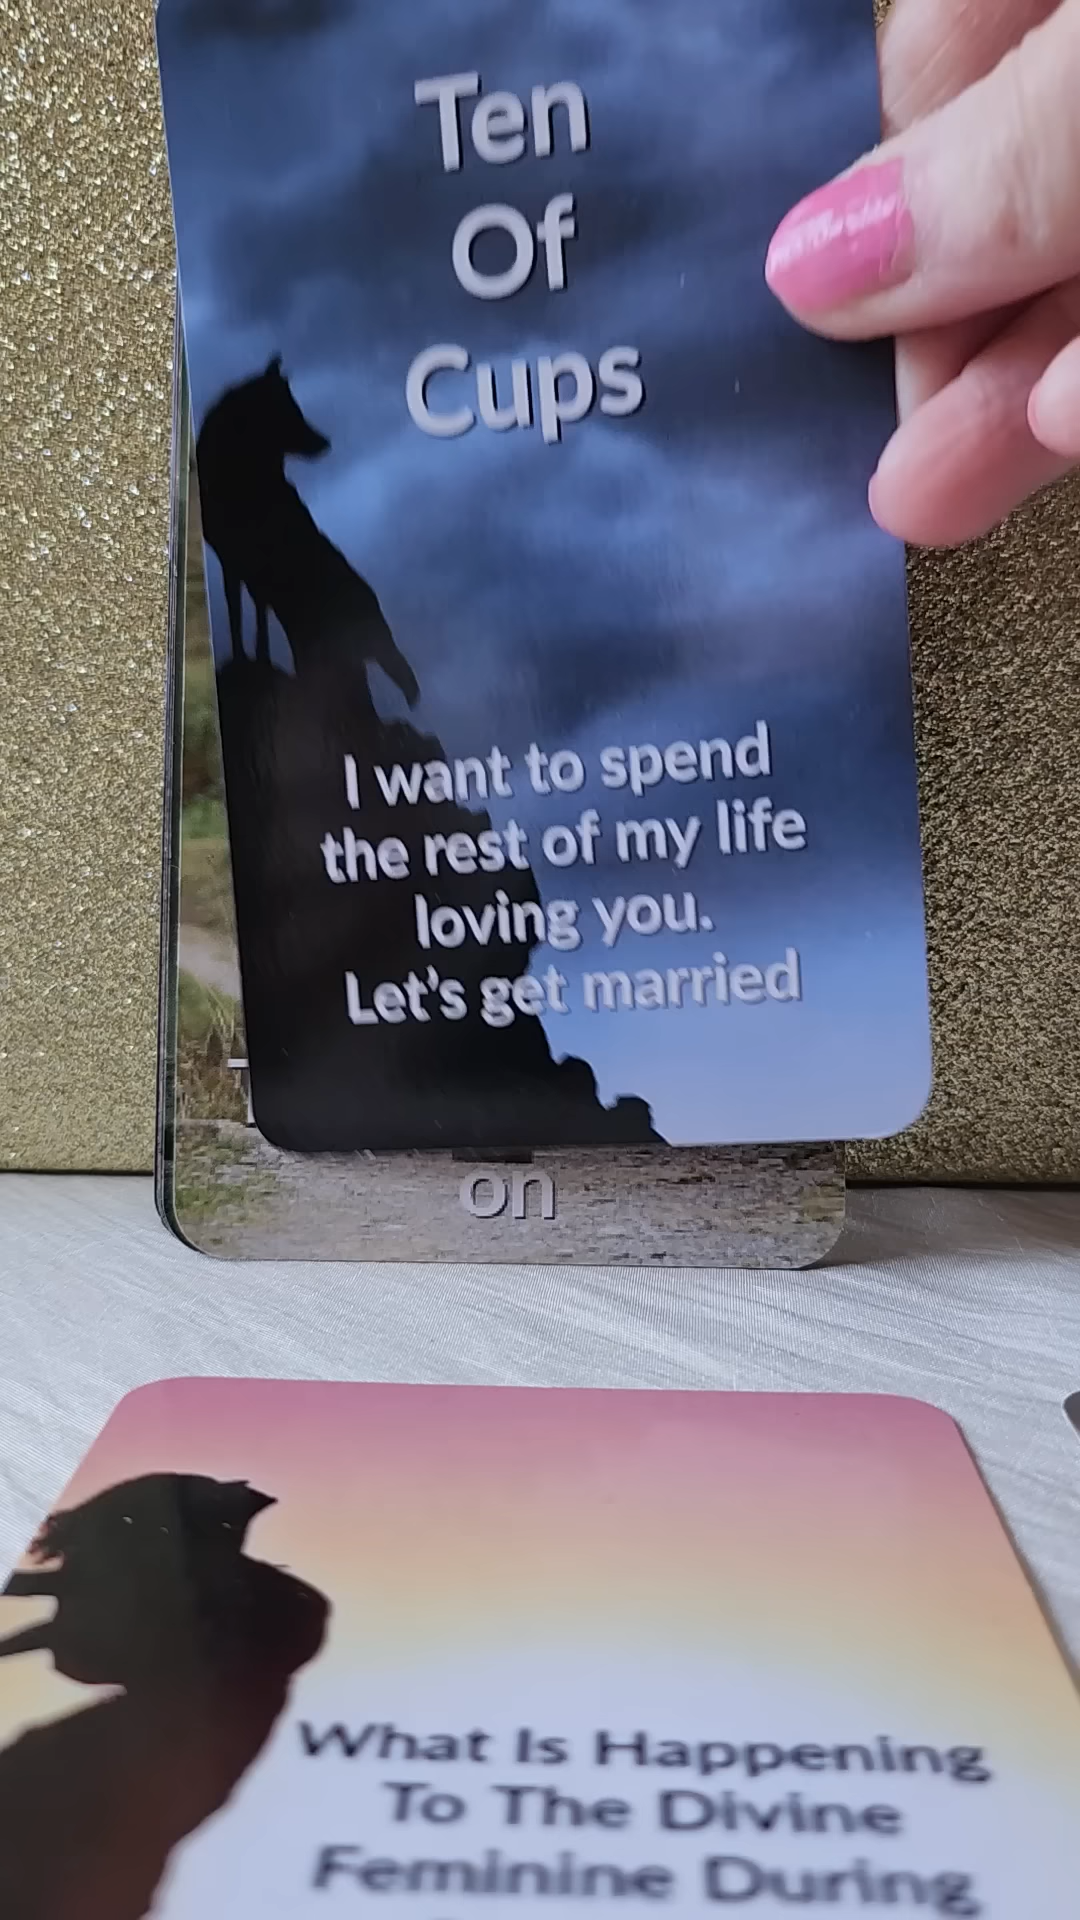 Ten
Of
Cups
I want to spend
the rest of my life
loving you.
Let's get married
on
What Is Happening
To The Divine
Feminine During